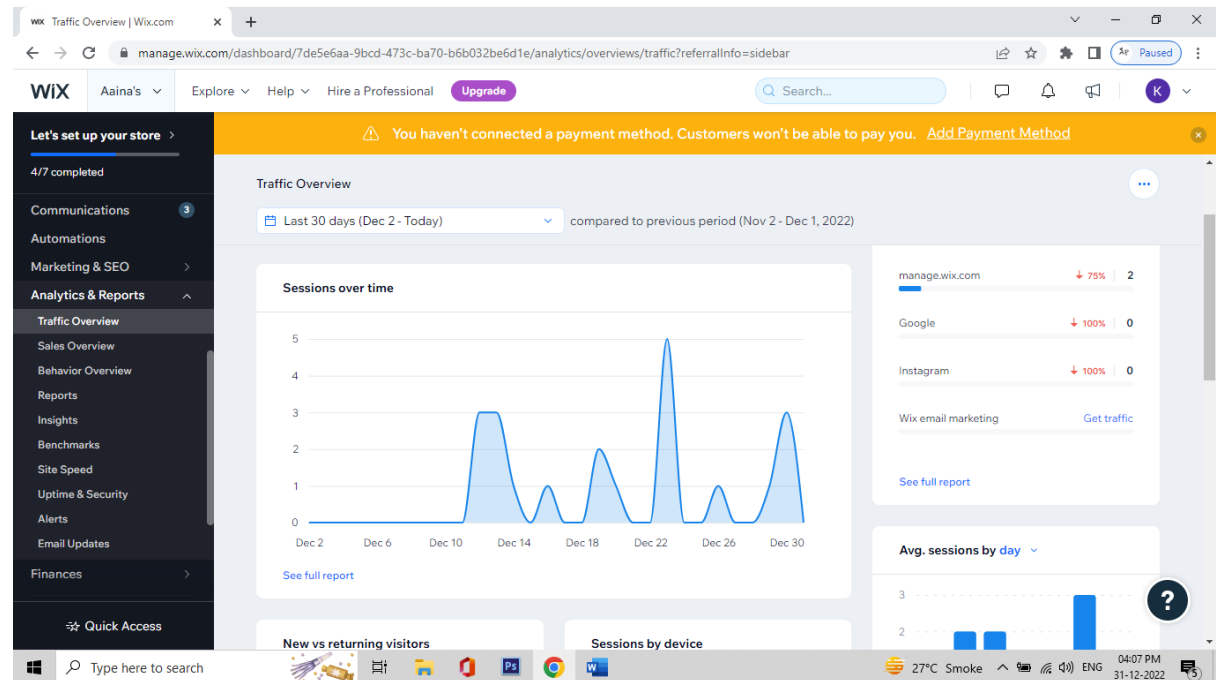 WiX Traffic Overview | Wix.com
manage.wix.com/dashboard/7de5e6aa-9bcd-473c-ba70-b6b032be6d1e/analytics/overviews/traffic?referralInfo=sidebar
Paused
WiX Aaina's Explore Help Hire a Professional Upgrade Search... K
Let's set up your store
4/7 completed
Communications 3
Automations
Marketing & SEO
Analytics & Reports
Traffic Overview
Sales Overview
Behavior Overview
Reports
Insights
Benchmarks
Site Speed
Uptime & Security
Alerts
Email Updates
Finances
Quick Access
You haven't connected a payment method. Customers won't be able to pay you. Add Payment Method
Traffic Overview
Last 30 days (Dec 2 - Today) compared to previous period (Nov 2 - Dec 1, 2022)
Sessions over time
5
4
3
2
1
0
Dec 2 Dec 6 Dec 10 Dec 14 Dec 18 Dec 22 Dec 26 Dec 30
See full report
manage.wix.com 75% 2
Google 100% 0
Instagram 100% 0
Wix email marketing Get traffic
See full report
Avg. sessions by day
3
2
?
New vs returning visitors
Sessions by device
Type here to search
Ps
W
27°C Smoke ENG 04:07 PM
31-12-2022
5